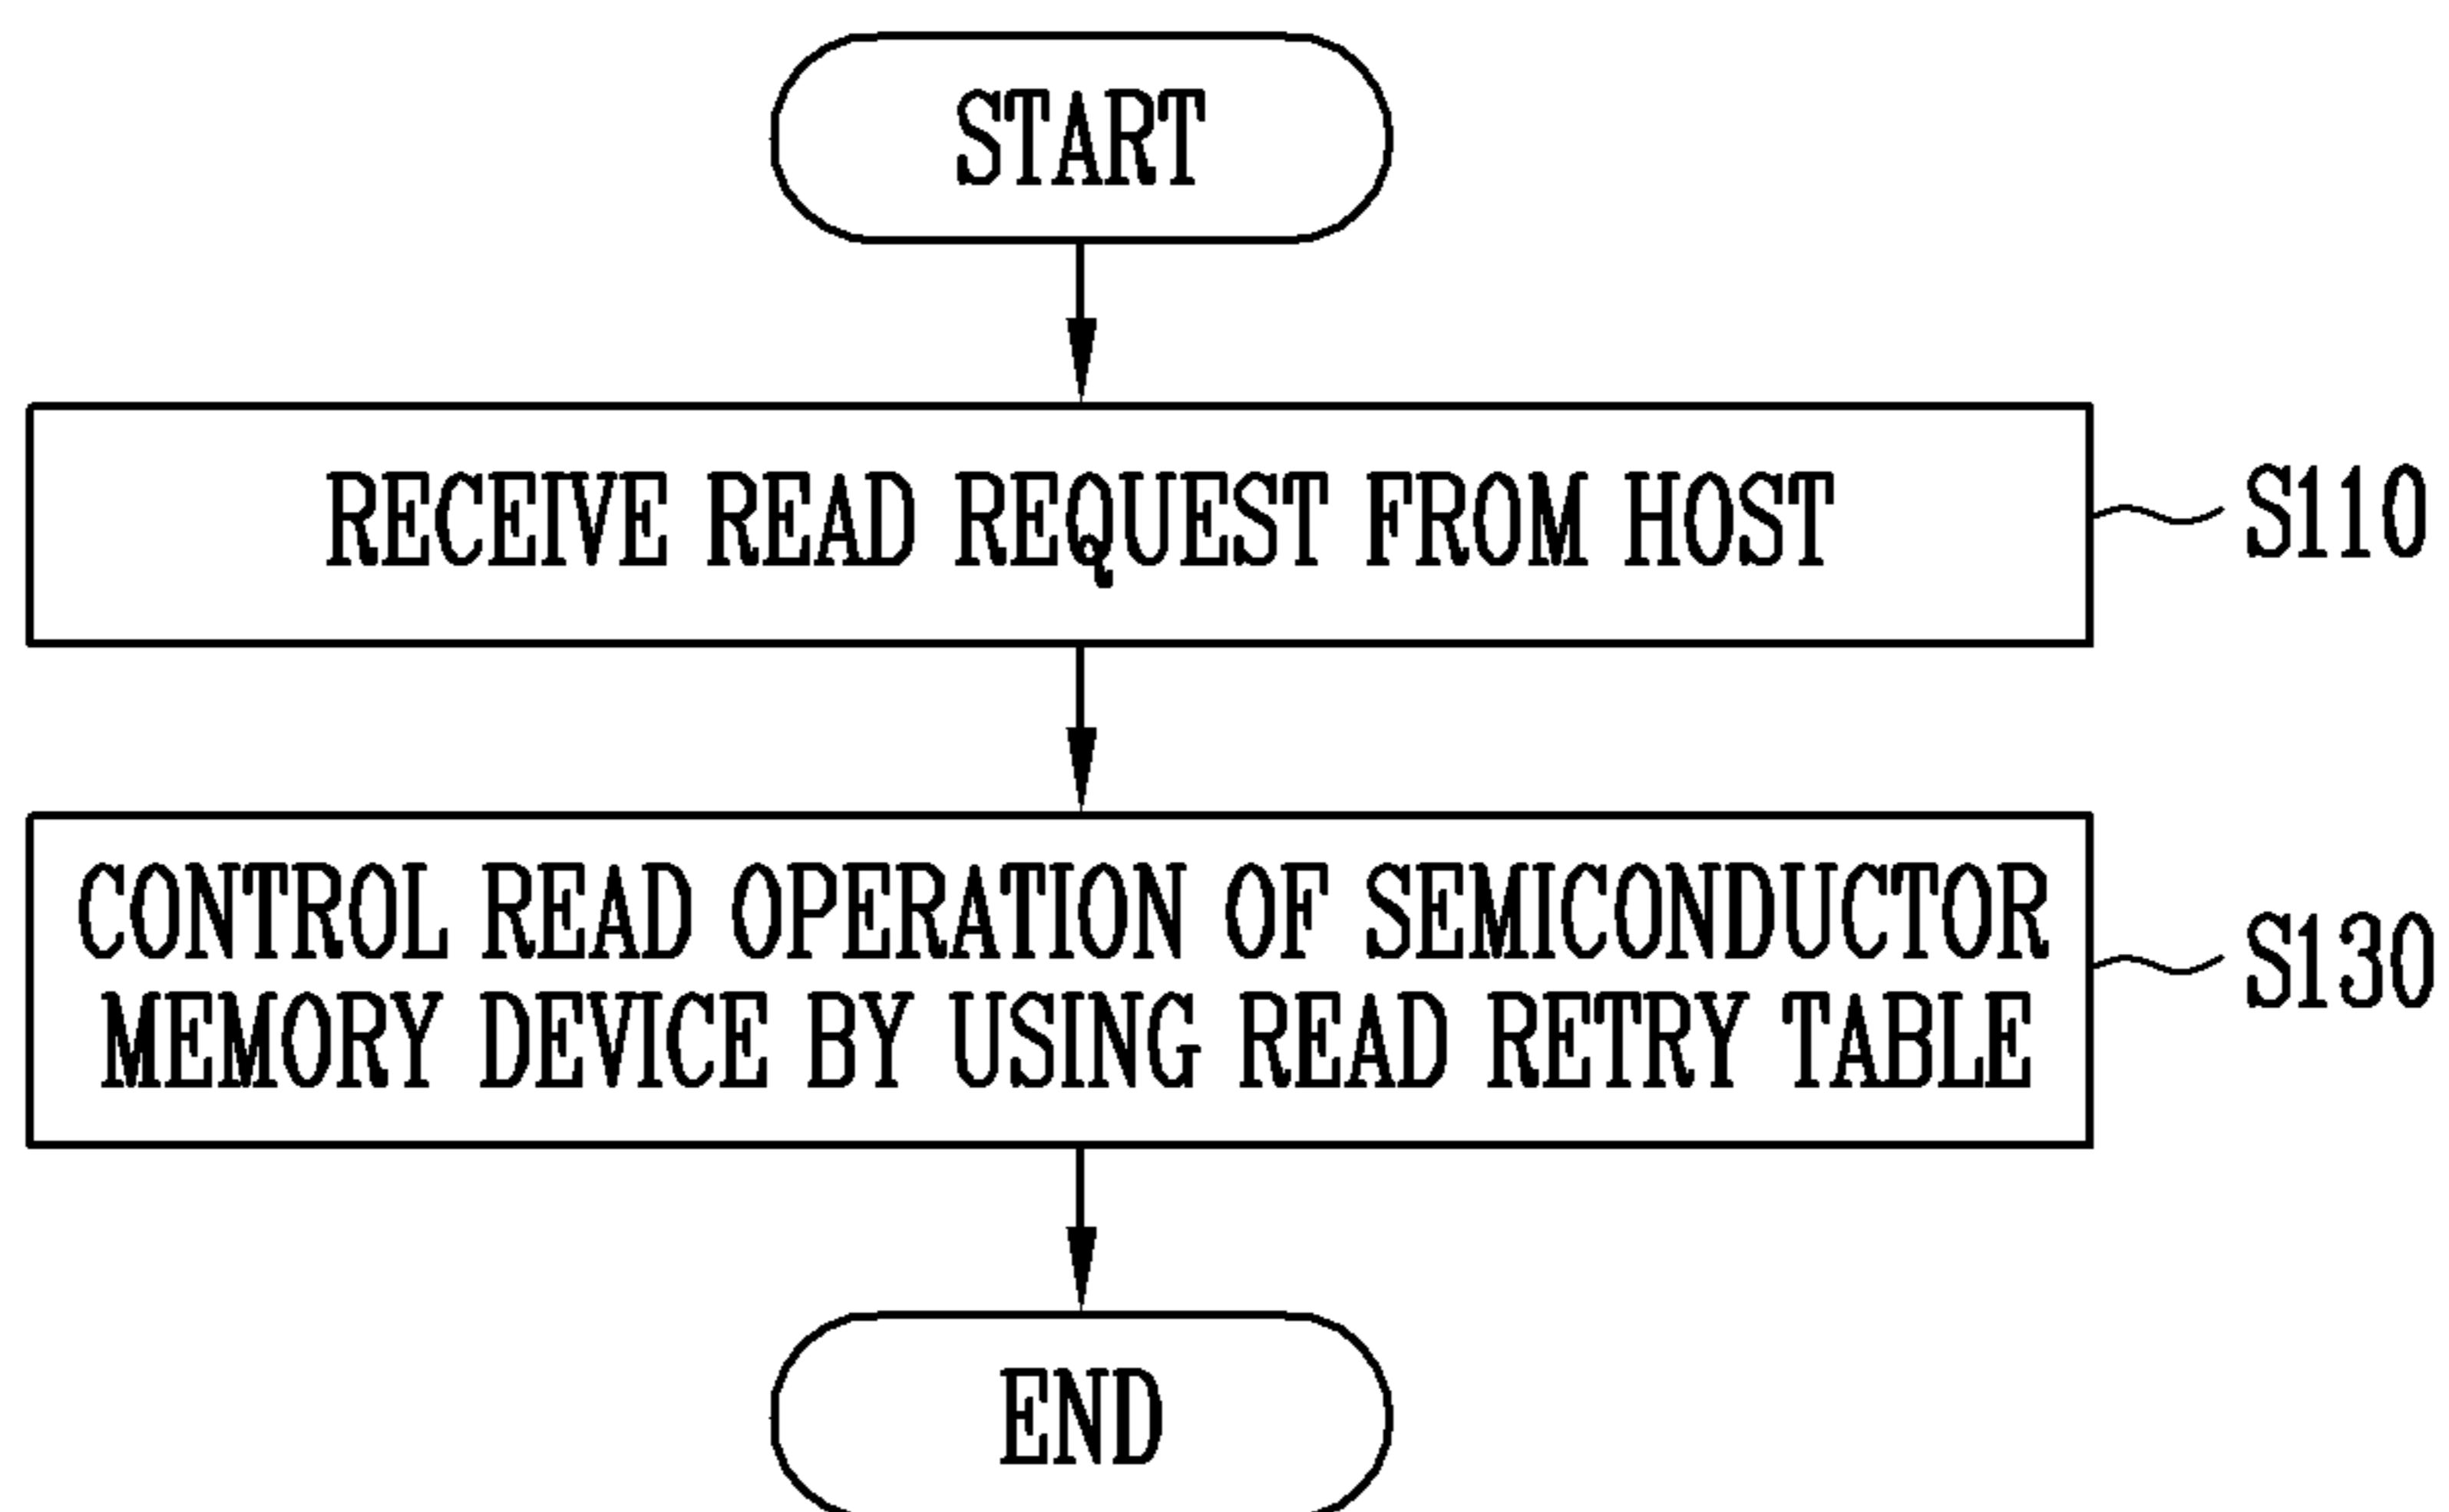 START
RECEIVE READ REQUEST FROM HOST
S110
CONTROL READ OPERATION OF SEMICONDUCTOR
MEMORY DEVICE BY USING READ RETRY TABLE
S130
END